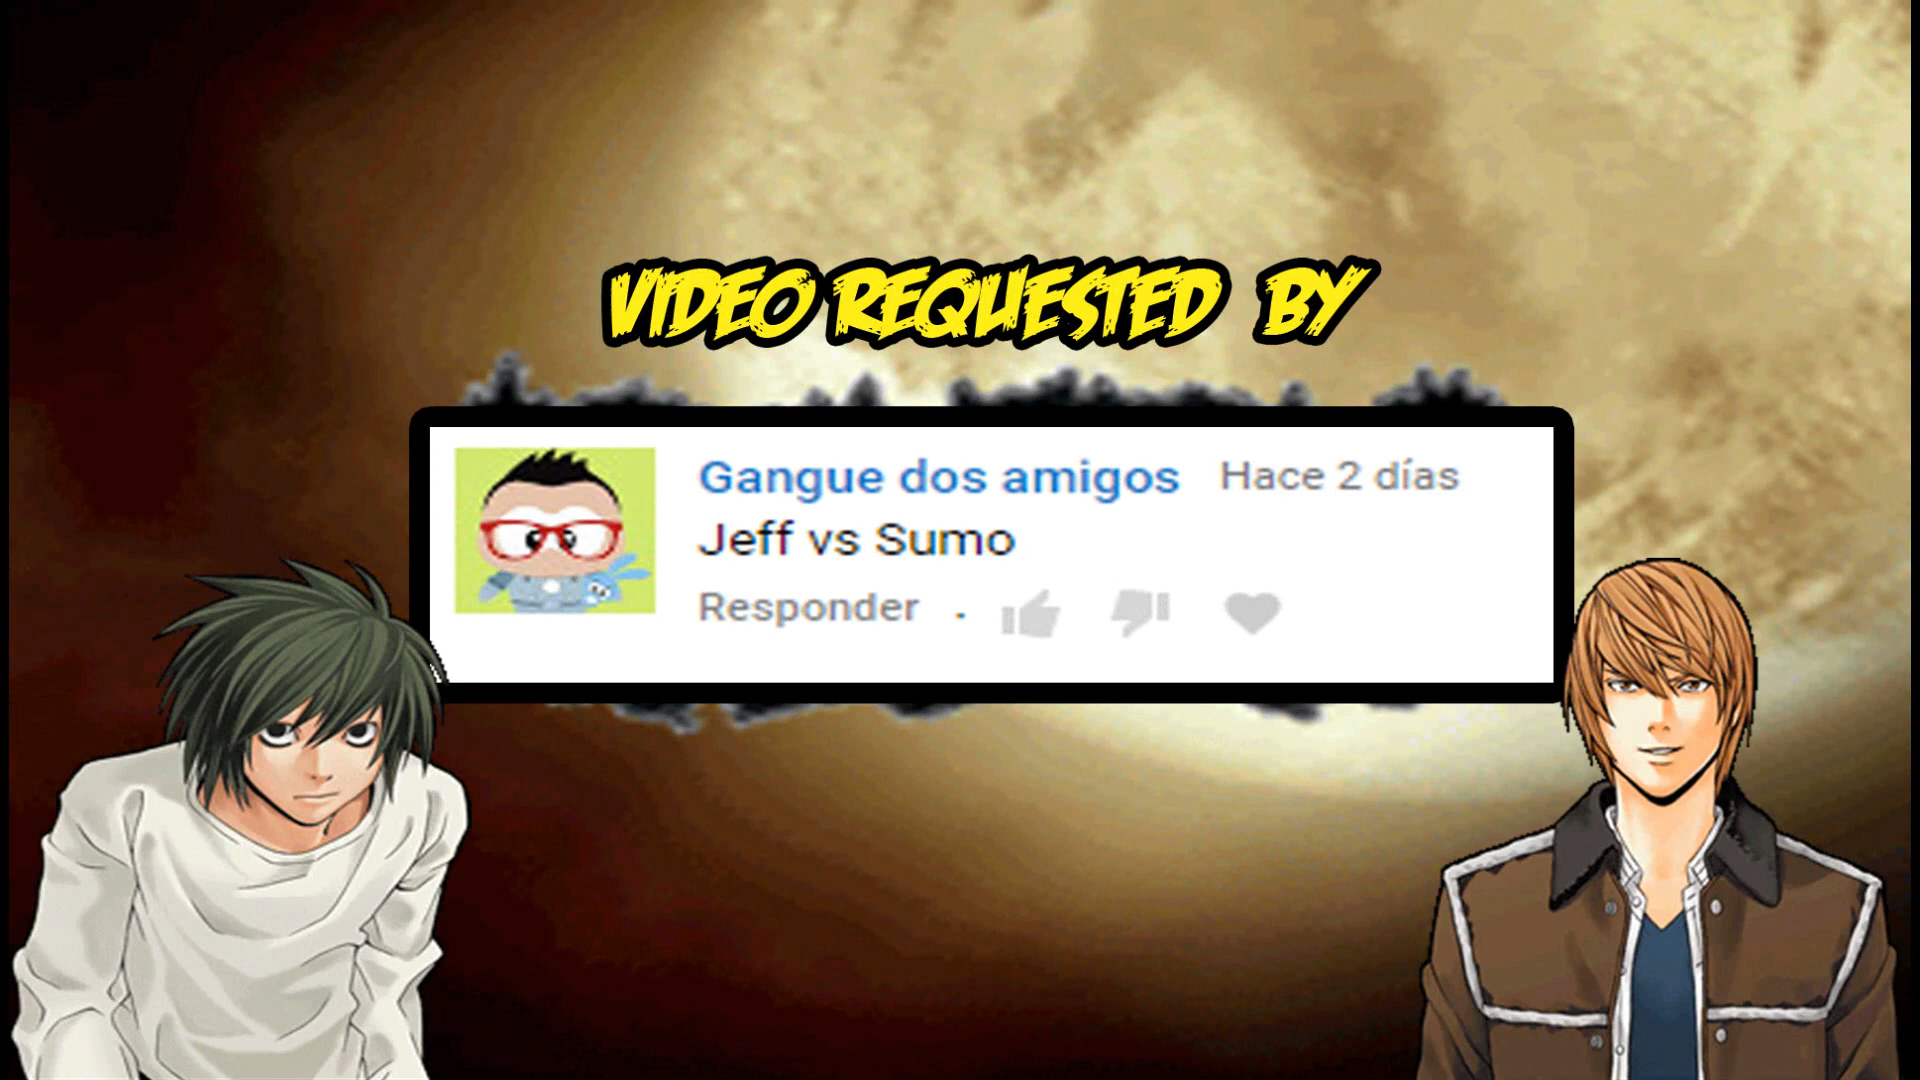 VIDEO REQUESTED BY
Gangue dos amigos Hace 2 días
Jeff vs Sumo
Responder .